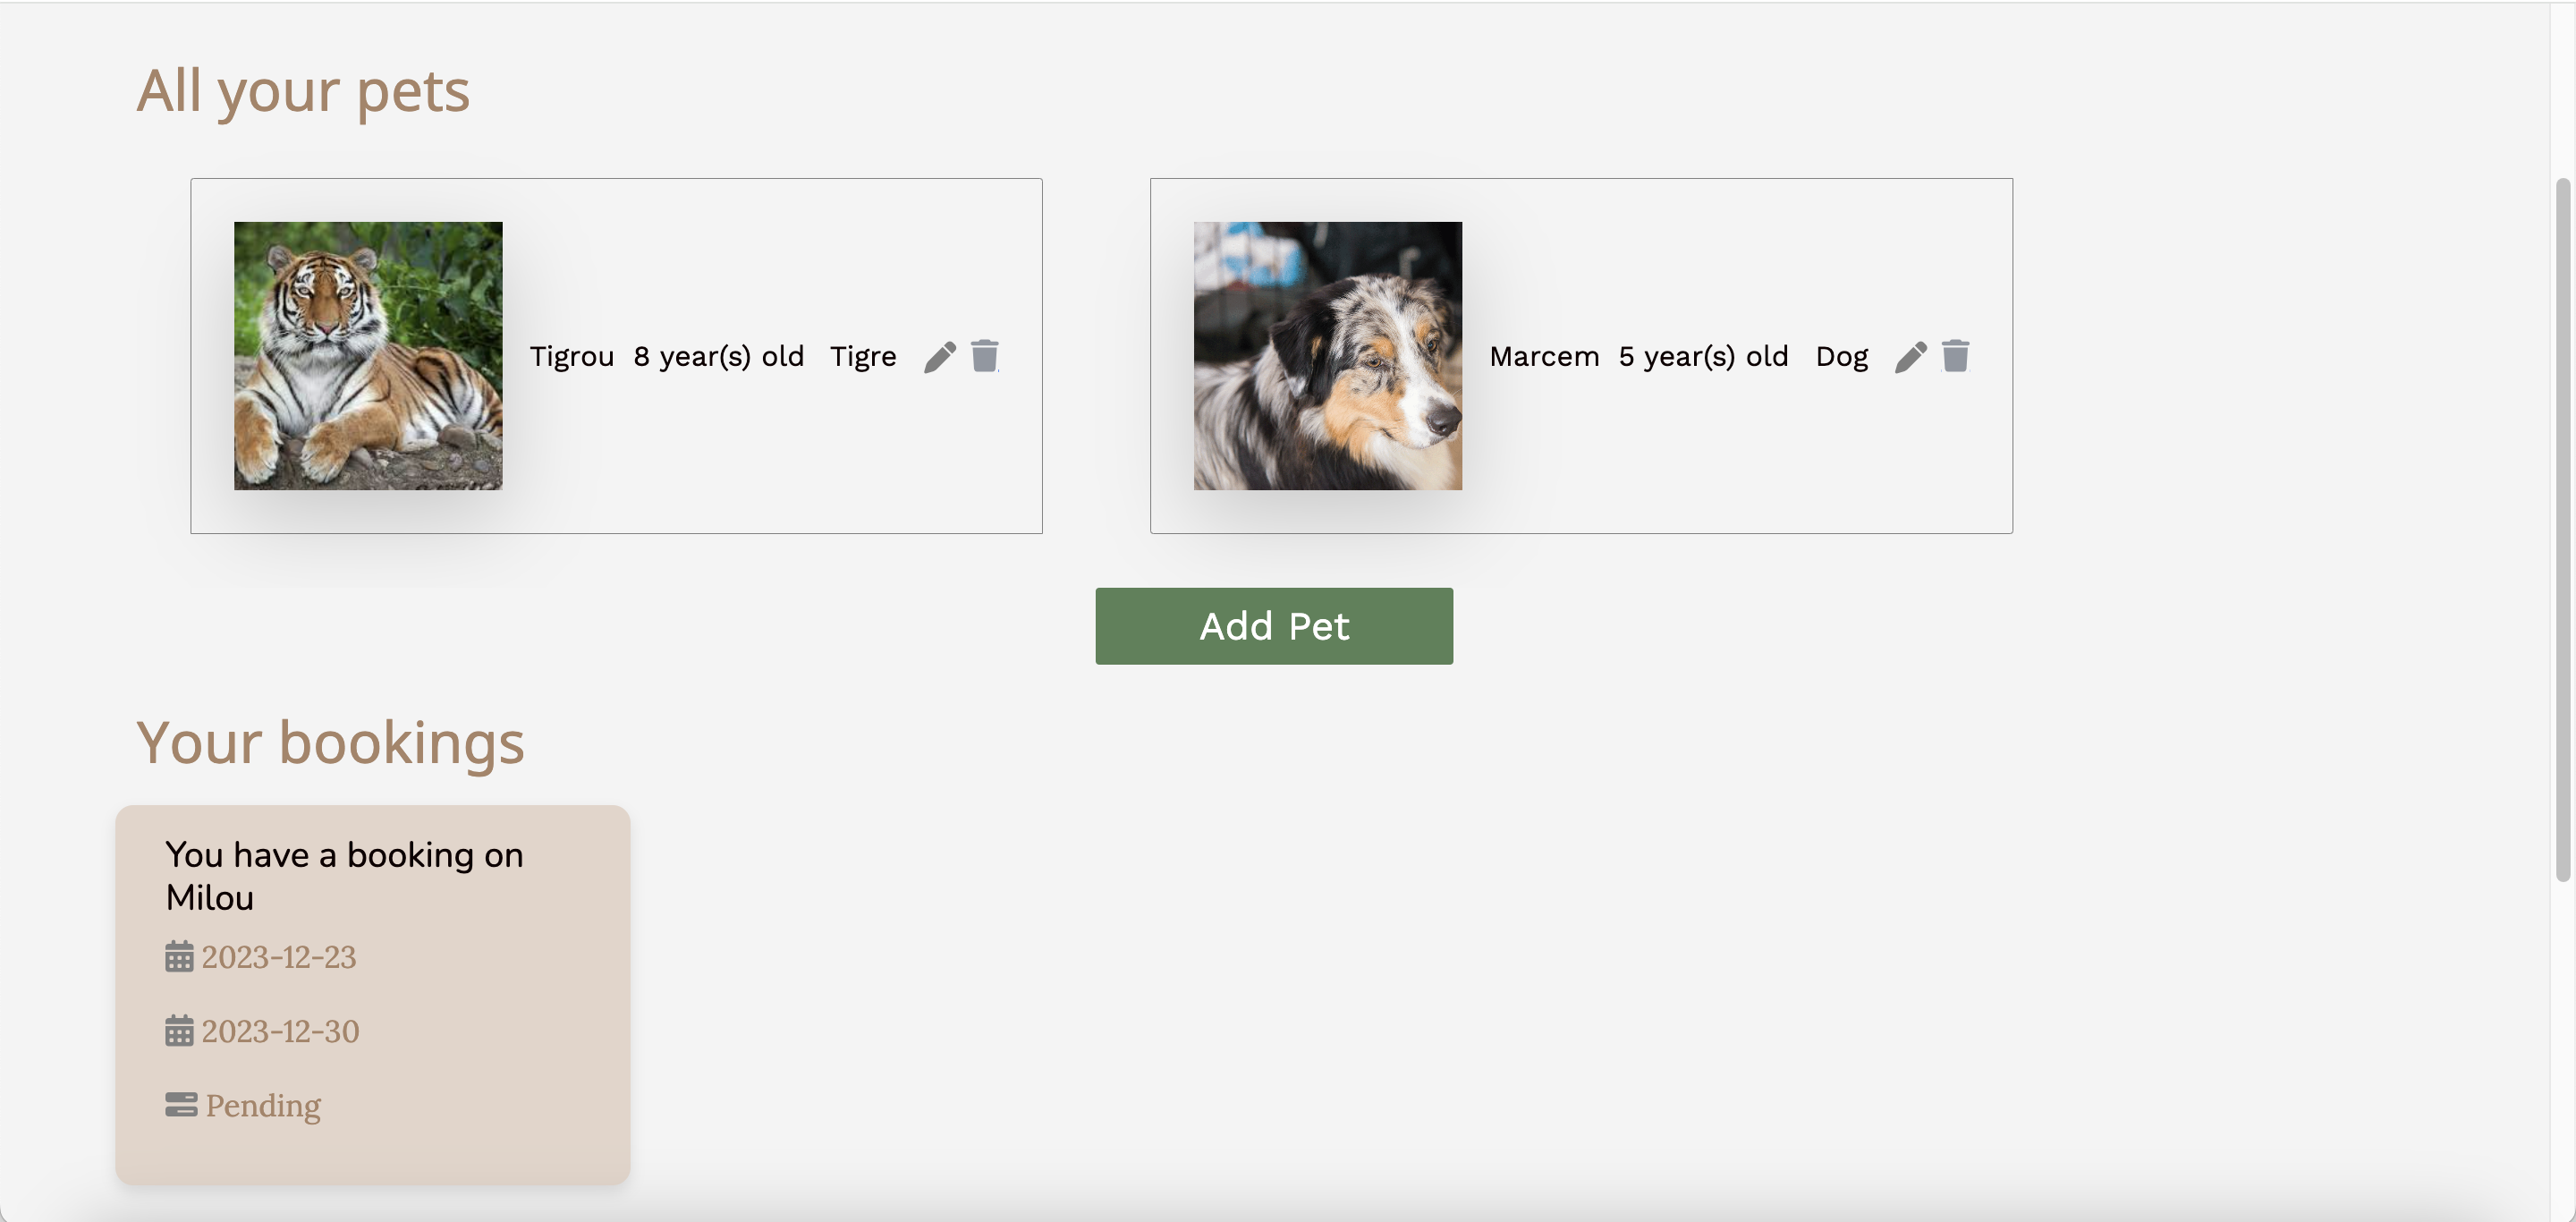 All your pets
Tigrou 8 year(s) old Tigre
Marcem 5 year(s) old Dog
Add Pet
Your bookings
You have a booking on
Milou
2023-12-23
2023-12-30
Pending